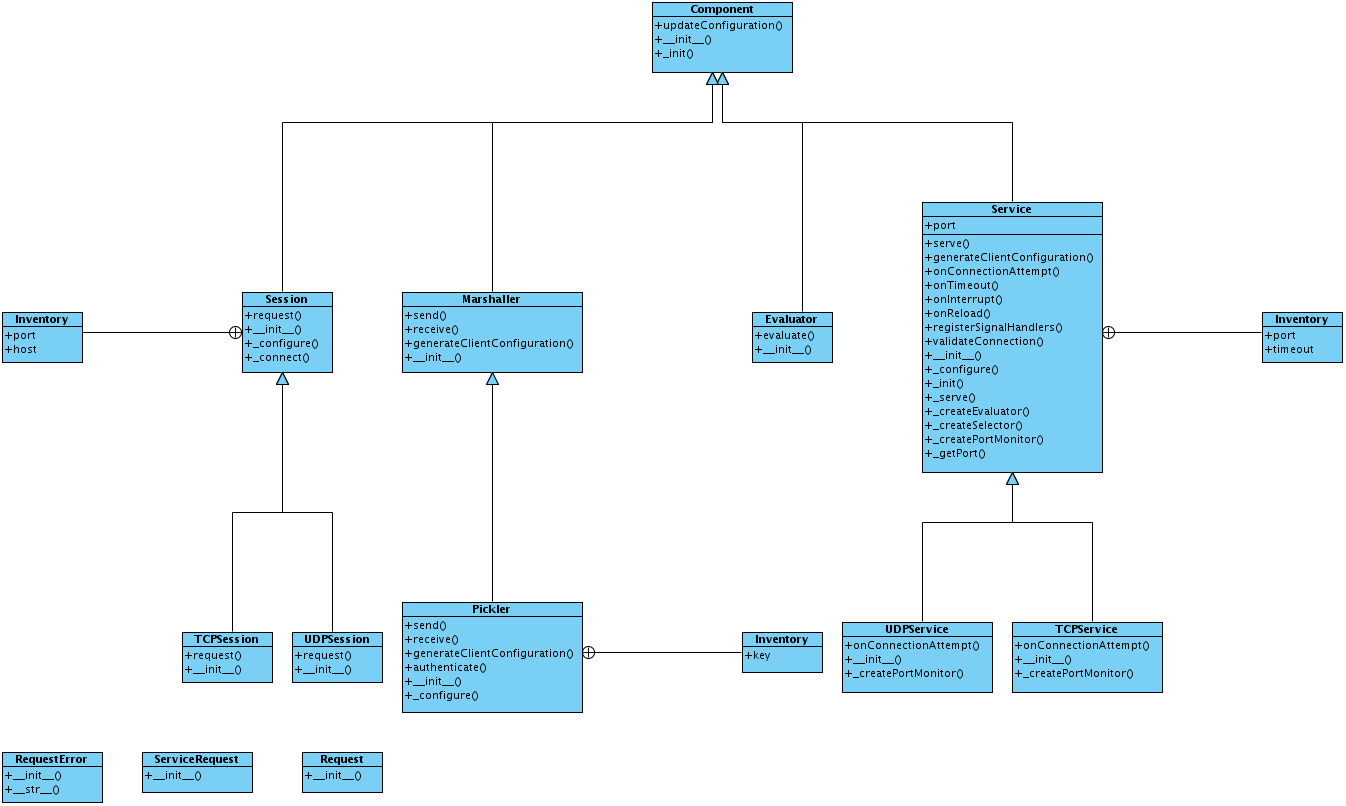 Component
+updateConfiguration()
+__init__()
+_init()
Service
+port
+serve()
+generateClientConfiguration()
+onConnectionAttempt()
+onTimeout()
+onInterrupt()
+onReload()
+registerSignalHandlers()
+validateConnection()
+__init__()
+_configure()
+_init()
+_serve()
+_createEvaluator()
+_createSelector()
+_createPortMonitor()
+_getPort()
Inventory
+port
+host
Session
+request()
+__init__()
+_configure()
+_connect()
Marshaller
+send()
+receive()
+generateClientConfiguration()
+__init__()
Evaluator
+evaluate()
+__init__()
Inventory
+port
+timeout
TCPSession
+request()
+__init__()
UDPSession
+request()
+__init__()
Pickler
+send()
+receive()
+generateClientConfiguration()
+authenticate()
+__init__()
+_configure()
Inventory
+key
UDPService
+onConnectionAttempt()
+__init__()
+_createPortMonitor()
TCPService
+onConnectionAttempt()
+__init__()
+_createPortMonitor()
RequestError
+__init__()
+__str__()
ServiceRequest
+__init__()
Request
+__init__()